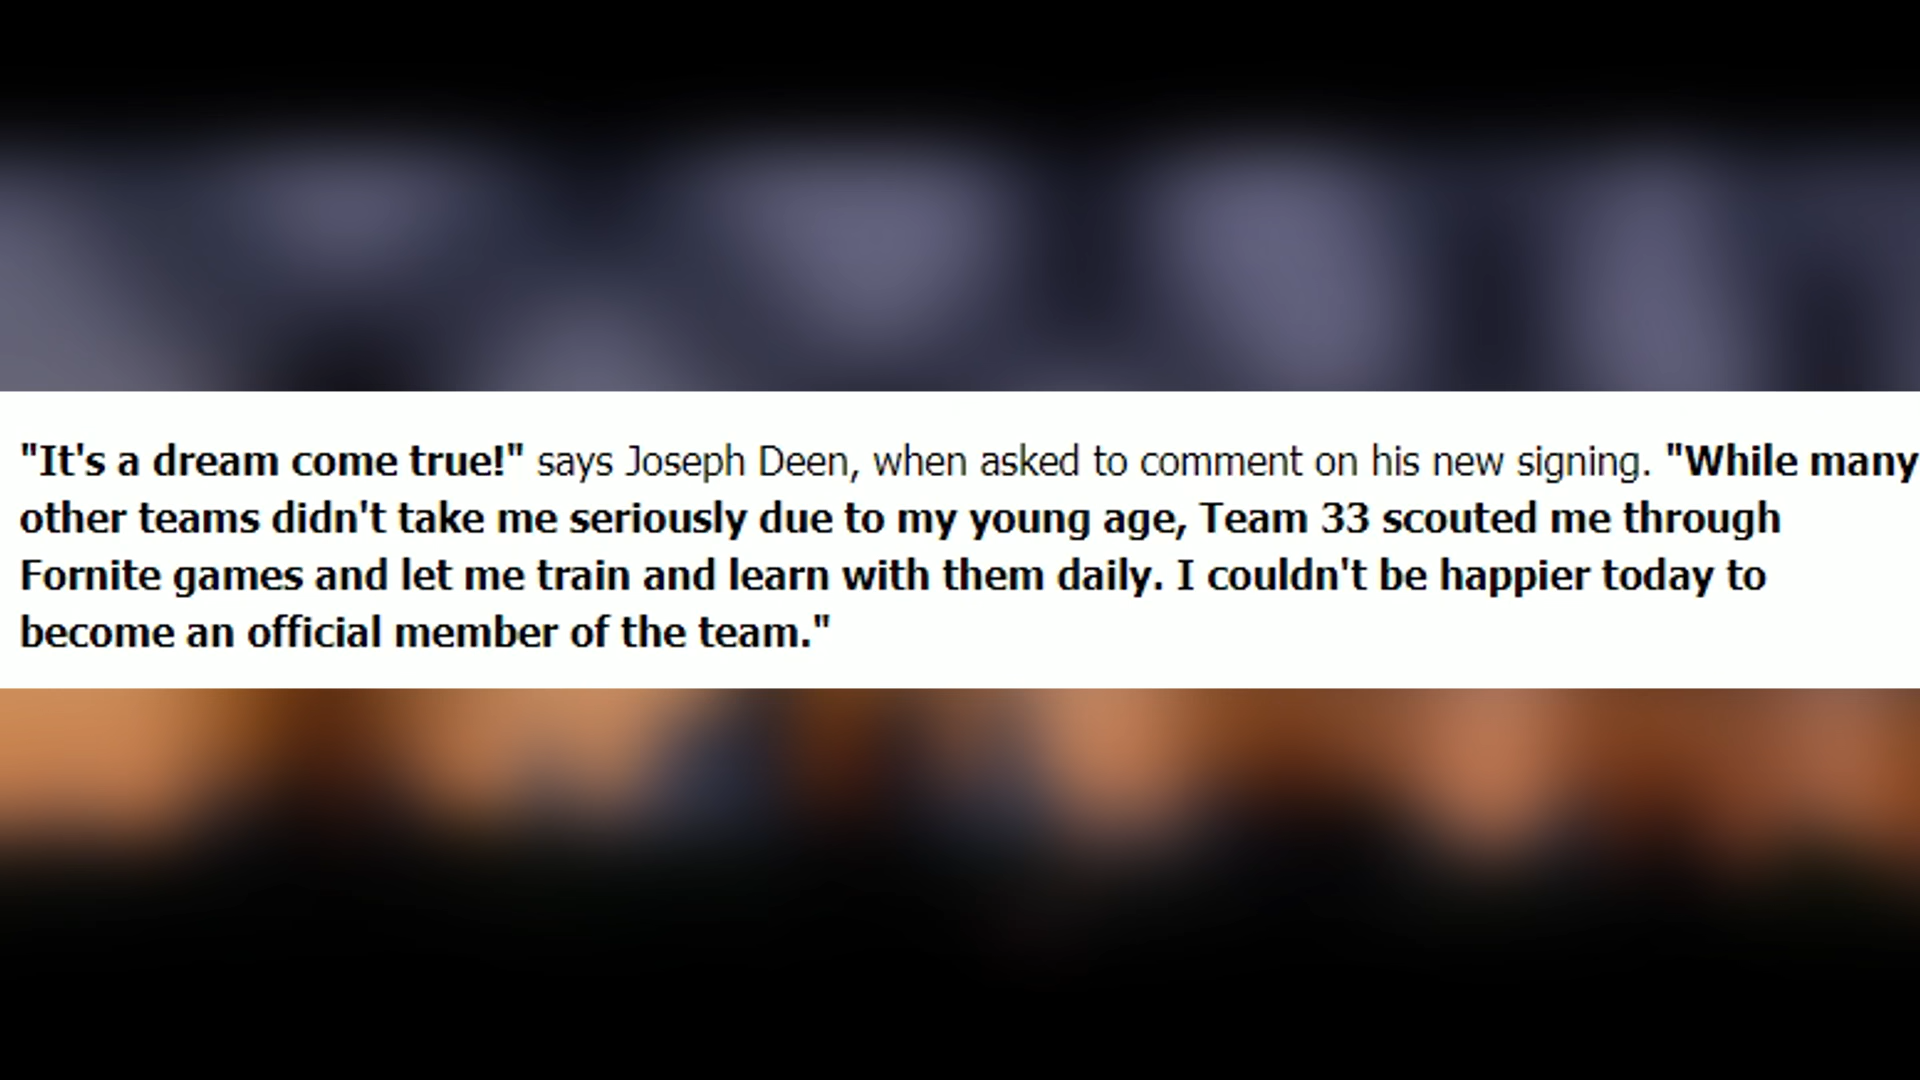 "It's a dream come true!" says Joseph Deen, when asked to comment on his new signing. "While many
other teams didn't take me seriously due to my young age, Team 33 scouted me through
Fornite games and let me train and learn with them daily. I couldn't be happier today to
become an official member of the team."